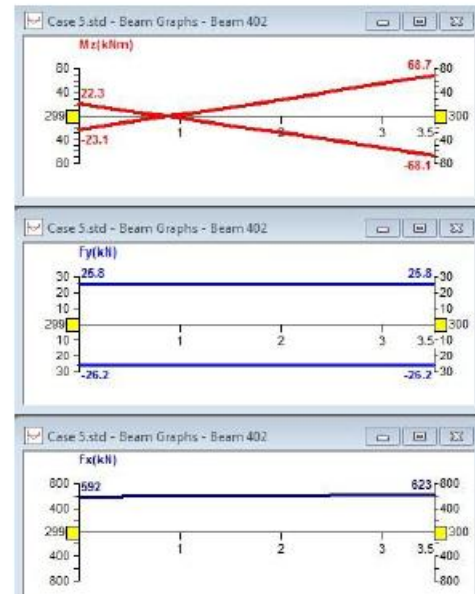 Case 5.std - Beam Graphs - Beam 402
Mz(kNm)
80 68.7 80
40 22.3 40
299 1 2 3 3.5 300
40 -23.1 40
80 -68.1 80
Case 5.std - Beam Graphs - Beam 402
Fy(kN)
30 25.8 25.8 30
20 20
10 10
299 1 2 3 3.5 300
10 10
20 20
30 -26.2 -26.2 30
Case 5.std - Beam Graphs - Beam 402
Fx(kN)
800 592 623 800
400 400
299 1 2 3 3.5 300
400 400
800 800